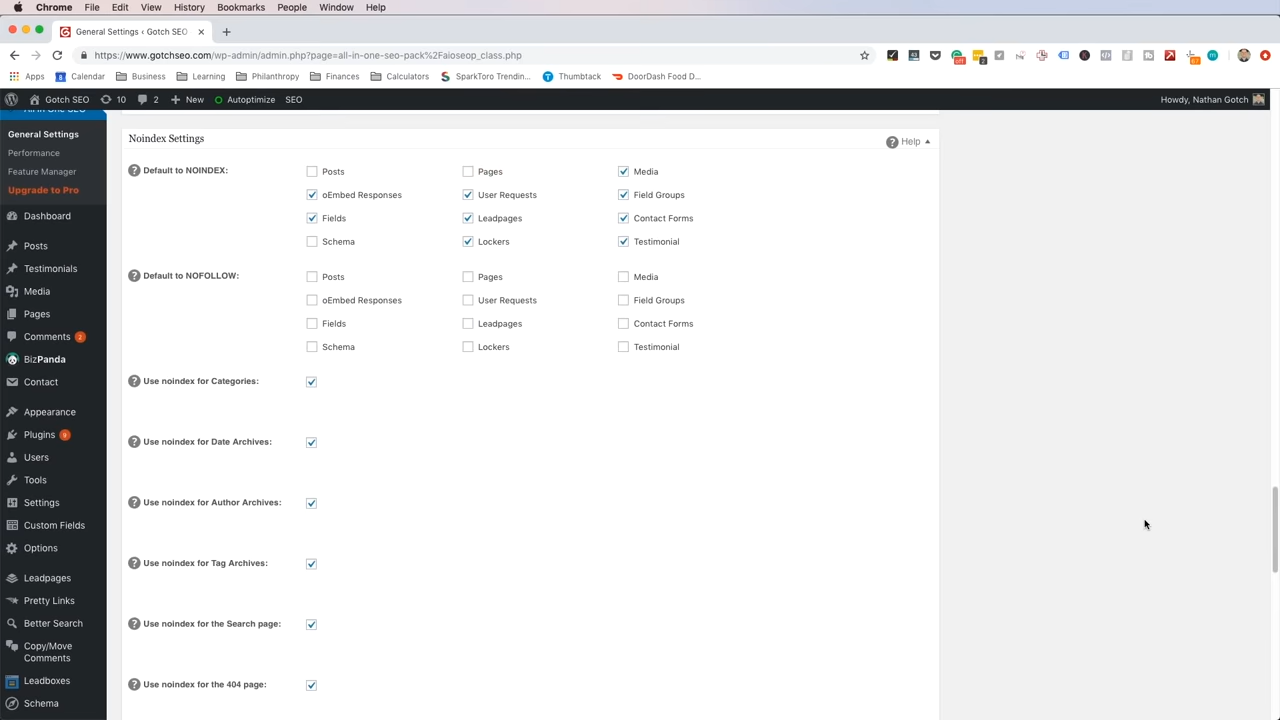 Chrome File Edit View History Bookmarks People Window Help
General Settings ‹ Gotch SEO
https://www.gotchseo.com/wp-admin/admin.php?page=all-in-one-seo-pack%2Faioseop_class.php
Apps Calendar Business Learning Philanthropy Finances Calculators SparkToro Trendin... Thumbtack DoorDash Food D...
Gotch SEO 10 2 New Autoptimize SEO Howdy, Nathan Gotch
General Settings
Performance
Feature Manager
Upgrade to Pro
Dashboard
Posts
Testimonials
Media
Pages
Comments 2
BizPanda
Contact
Appearance
Plugins 9
Users
Tools
Settings
Custom Fields
Options
Leadpages
Pretty Links
Better Search
Copy/Move
Comments
Leadboxes
Schema
Noindex Settings
Help
Default to NOINDEX:
Posts Pages Media
oEmbed Responses User Requests Field Groups
Fields Leadpages Contact Forms
Schema Lockers Testimonial
Default to NOFOLLOW:
Posts Pages Media
oEmbed Responses User Requests Field Groups
Fields Leadpages Contact Forms
Schema Lockers Testimonial
Use noindex for Categories:
Use noindex for Date Archives:
Use noindex for Author Archives:
Use noindex for Tag Archives:
Use noindex for the Search page:
Use noindex for the 404 page: